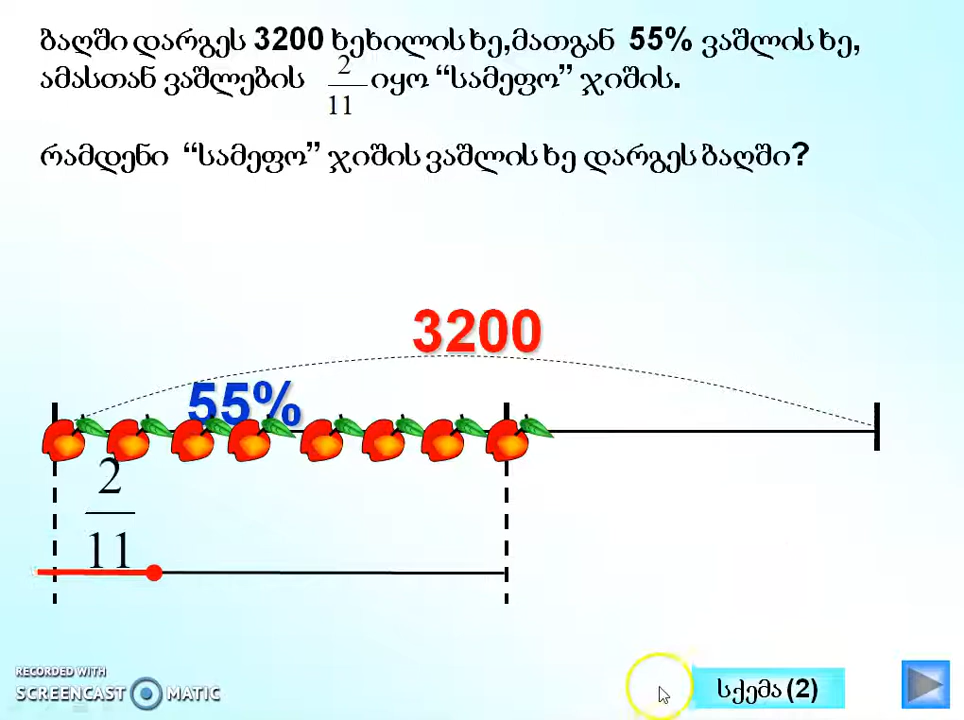 ბაღში დარგეს 3200 ხეხილის ხე,მათგან 55% ვაშლის ხე,
ამასთან ვაშლების 2/11 იყო “სამეფო” ჯიშის.
რამდენი “სამეფო” ჯიშის ვაშლის ხე დარგეს ბაღში?
3200
55%
2
11
RECORDED WITH
SCREENCAST MATIC
სქემა (2)